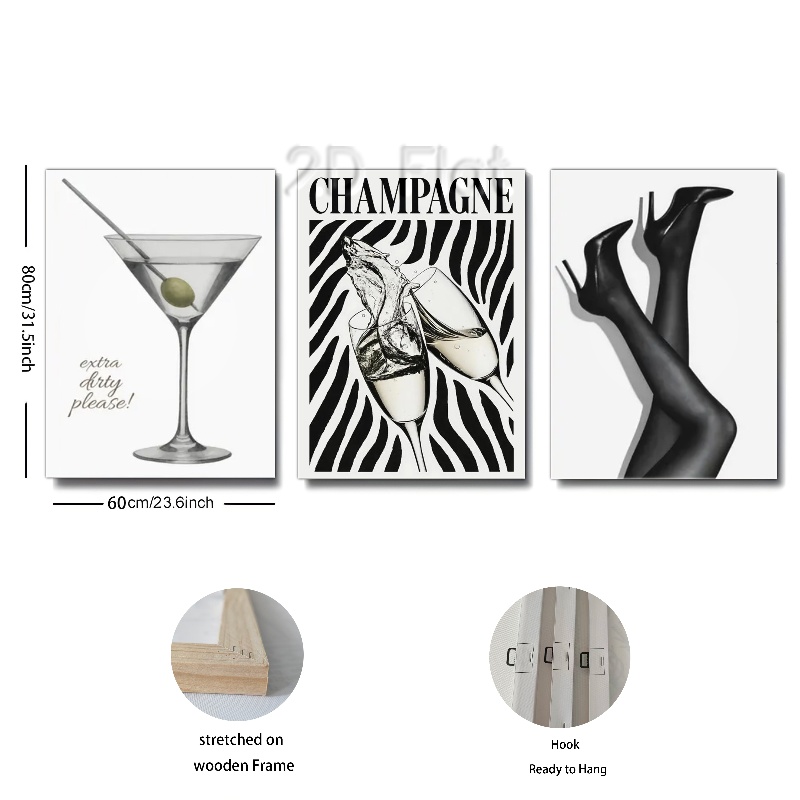 2D Flat
CHAMPAGNE
80cm/31.5inch
extra
dirty
please!
60cm/23.6inch
stretched on
wooden Frame
Hook
Ready to Hang